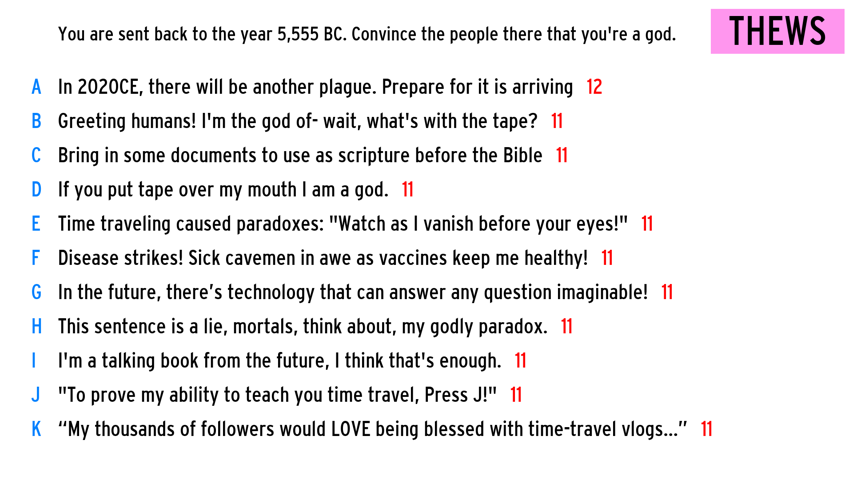 You are sent back to the year 5,555 BC. Convince the people there that you're a god.
THEWS
A In 2020CE, there will be another plague. Prepare for it is arriving 12
B Greeting humans! I'm the god of- wait, what's with the tape? 11
C Bring in some documents to use as scripture before the Bible 11
D If you put tape over my mouth I am a god. 11
E Time traveling caused paradoxes: "Watch as I vanish before your eyes!" 11
F Disease strikes! Sick cavemen in awe as vaccines keep me healthy! 11
G In the future, there’s technology that can answer any question imaginable! 11
H This sentence is a lie, mortals, think about, my godly paradox. 11
I I'm a talking book from the future, I think that's enough. 11
J "To prove my ability to teach you time travel, Press J!" 11
K “My thousands of followers would LOVE being blessed with time-travel vlogs...” 11